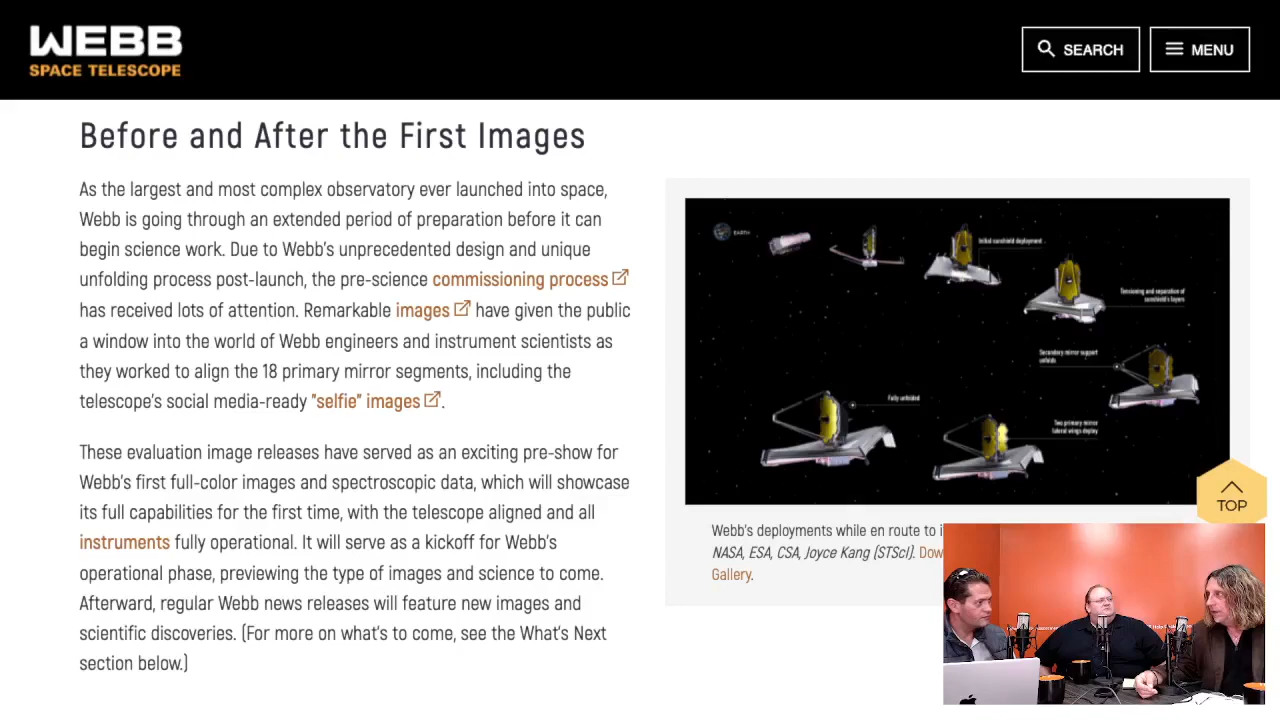 WEBB
SPACE TELESCOPE
SEARCH
MENU
Before and After the First Images
As the largest and most complex observatory ever launched into space,
Webb is going through an extended period of preparation before it can
begin science work. Due to Webb's unprecedented design and unique
unfolding process post-launch, the pre-science commissioning process
has received lots of attention. Remarkable images have given the public
a window into the world of Webb engineers and instrument scientists as
they worked to align the 18 primary mirror segments, including the
telescope's social media-ready "selfie" images.
These evaluation image releases have served as an exciting pre-show for
Webb's first full-color images and spectroscopic data, which will showcase
its full capabilities for the first time, with the telescope aligned and all
instruments fully operational. It will serve as a kickoff for Webb's
operational phase, previewing the type of images and science to come.
Afterward, regular Webb news releases will feature new images and
scientific discoveries. (For more on what's to come, see the What's Next
section below.)
EARTH
Initial sunshield deployment
Tensioning and separation of
sunshield's layers
Secondary mirror support
unfolds
Two primary mirror
lateral wings deploy
Fully unfolded
Webb's deployments while en route to
NASA, ESA, CSA, Joyce Kang (STScI).
Gallery.
TOP